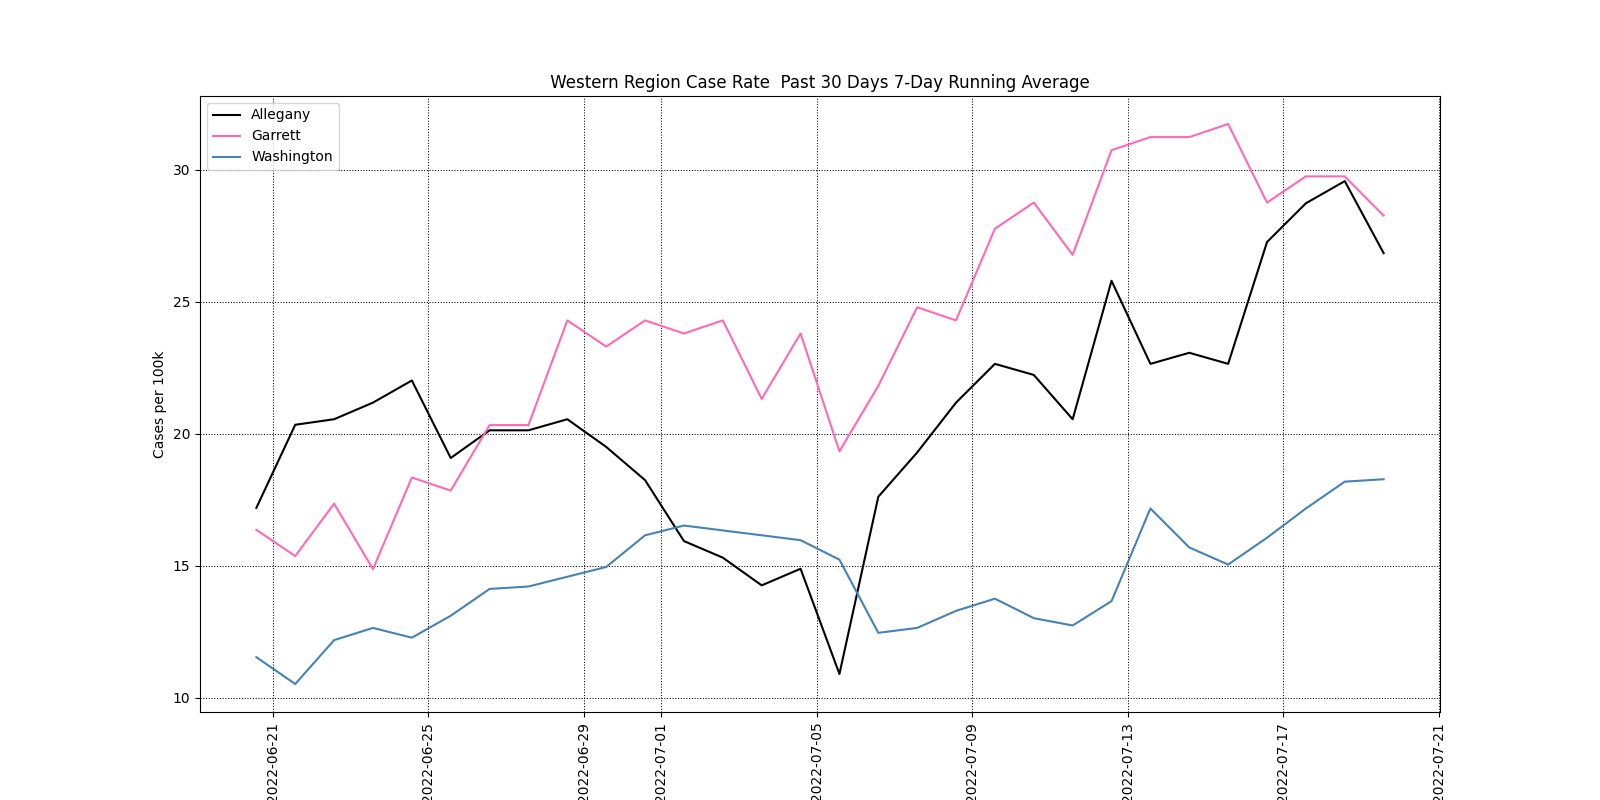 Western Region Case Rate  Past 30 Days 7-Day Running Average
Allegany
Garrett
Washington
Cases per 100k
30
25
20
15
10
2022-06-21
2022-06-25
2022-06-29
2022-07-01
2022-07-05
2022-07-09
2022-07-13
2022-07-17
2022-07-21